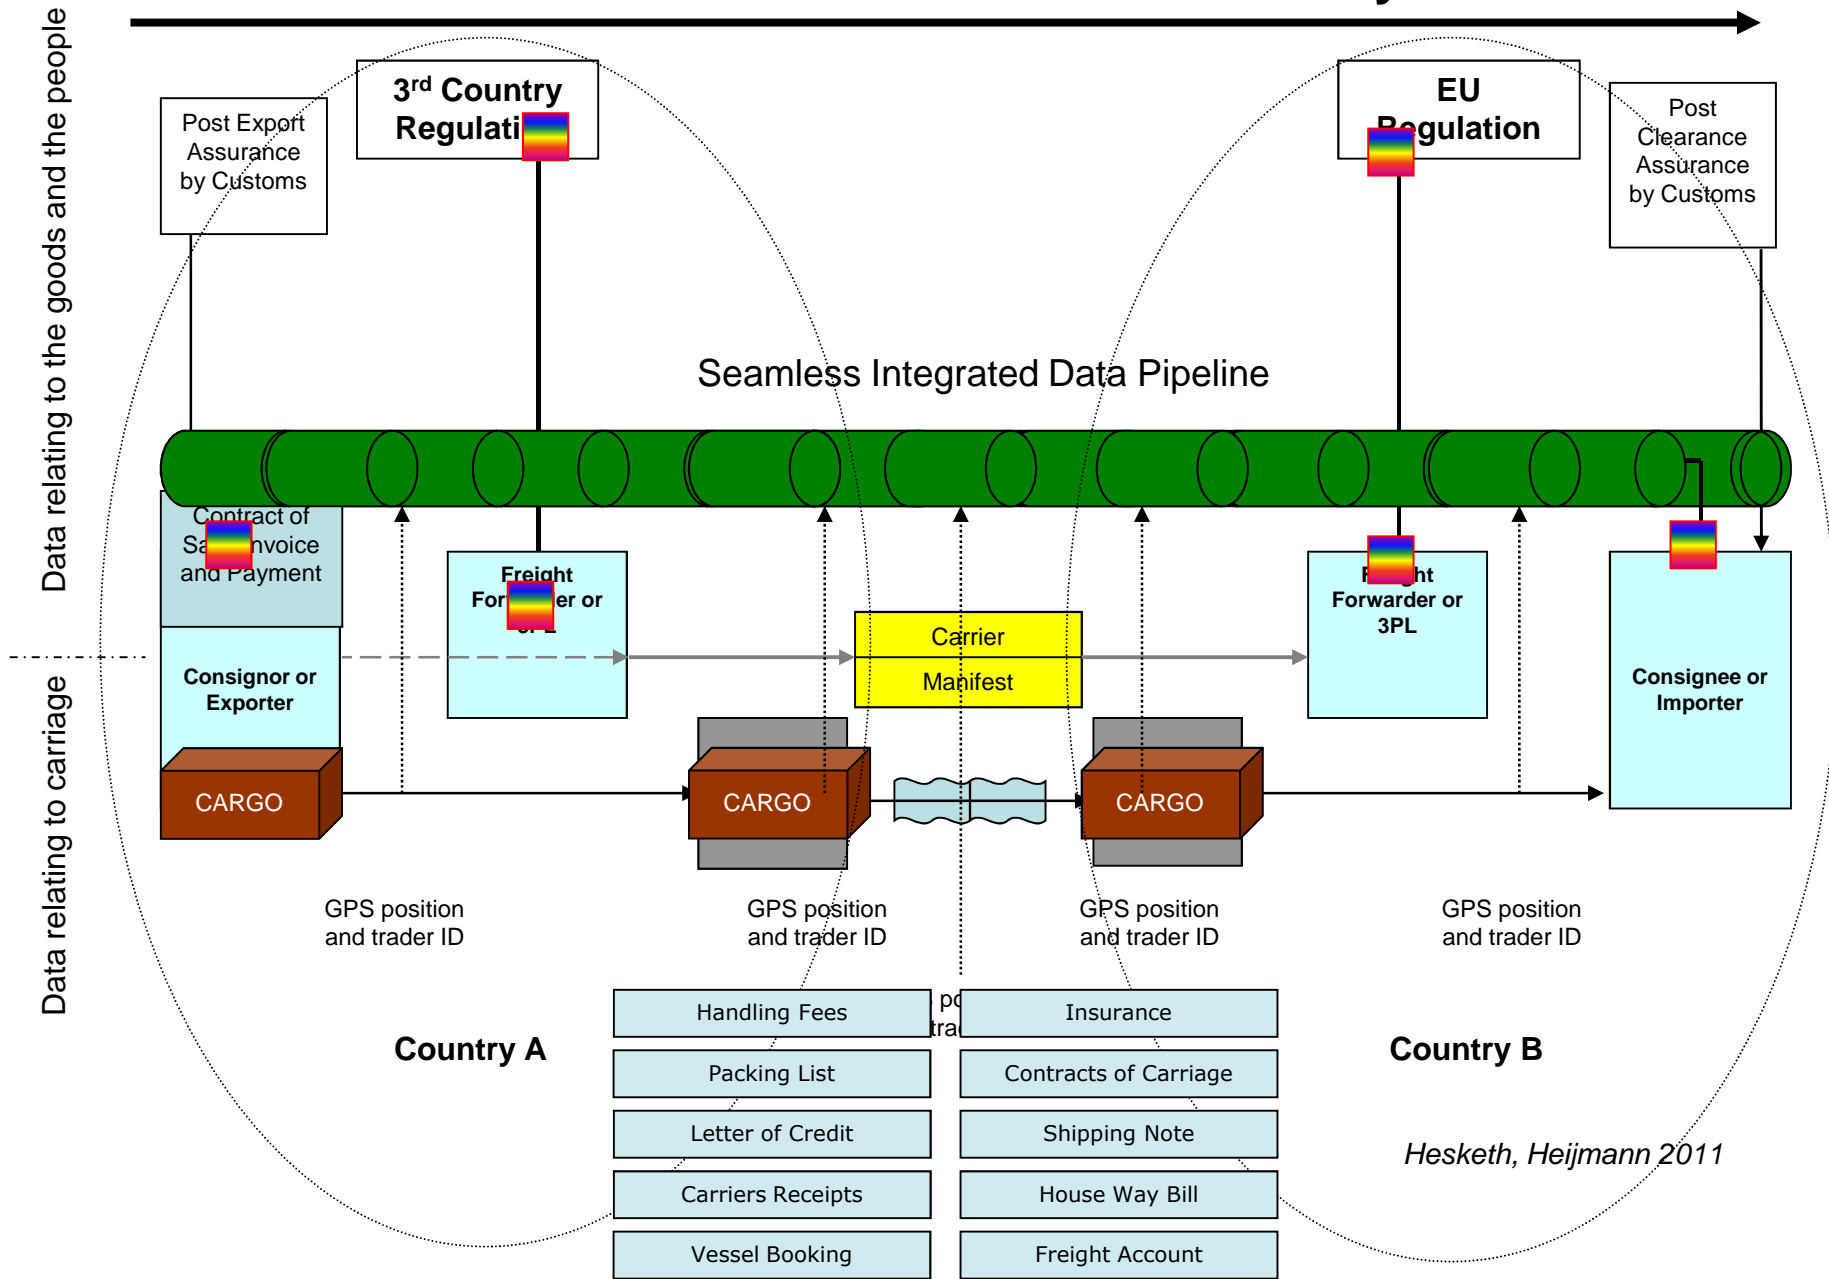 Data relating to the goods and the people
Data relating to carriage
3rd Country
EU
Regulation
Post Export
Assurance
by Customs
Post
Clearance
Assurance
by Customs
Seamless Integrated Data Pipeline
Contract of
and Payment
Consignor or
Exporter
Freight
or
Carrier
Manifest
Forwarder or
3PL
Consignee or
Importer
CARGO
CARGO
CARGO
GPS position
and trader ID
GPS position
and trader ID
GPS position
and trader ID
GPS position
and trader ID
Country A
Country B
Handling Fees
Insurance
Packing List
Contracts of Carriage
Letter of Credit
Shipping Note
Carriers Receipts
House Way Bill
Vessel Booking
Freight Account
Hesketh, Heijmann 2011